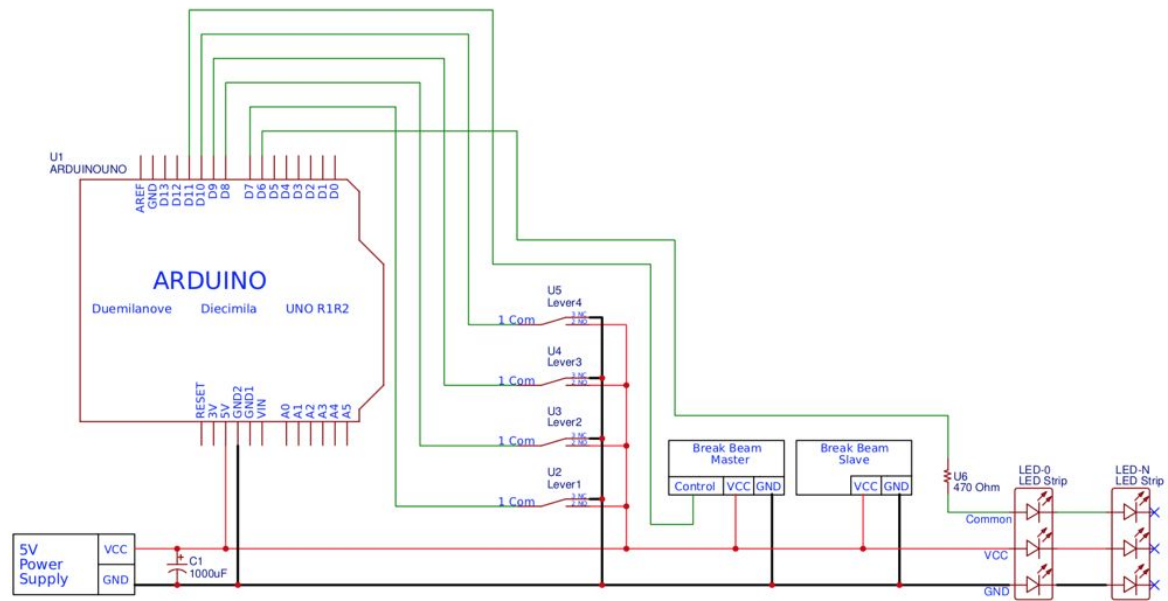 U1
ARDUINOUNO
AREF
GND
D13
D12
D11
D10
D9
D8
D7
D6
D5
D4
D3
D2
D1
D0
ARDUINO
Duemilanove Diecimila UNO R1R2
RESET
3V
5V
GND2
GND1
VIN
A0
A1
A2
A3
A4
A5
U5
Lever4
1 Com
3 NC
2 NO
U4
Lever3
1 Com
3 NC
2 NO
U3
Lever2
1 Com
3 NC
2 NO
U2
Lever1
1 Com
3 NC
2 NO
Break Beam
Master
Control VCC GND
Break Beam
Slave
VCC GND
U6
470 Ohm
LED-0
LED Strip
LED-N
LED Strip
Common
VCC
GND
5V
Power
Supply
VCC
GND
+
C1
1000uF